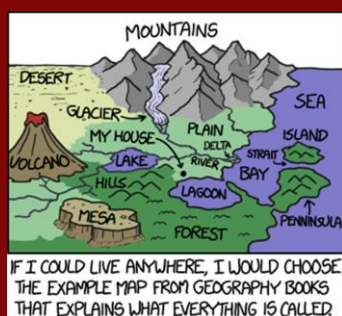 MOUNTAINS
DESERT
SEA
GLACIER
PLAIN
ISLAND
MY HOUSE
DELTA
STRAIT
VOLCANO
LAKE
RIVER
BAY
HILLS
LAGOON
MESA
PENNINSULA
FOREST
IF I COULD LIVE ANYWHERE, I WOULD CHOOSE
THE EXAMPLE MAP FROM GEOGRAPHY BOOKS
THAT EXPLAINS WHAT EVERYTHING IS CALLED.